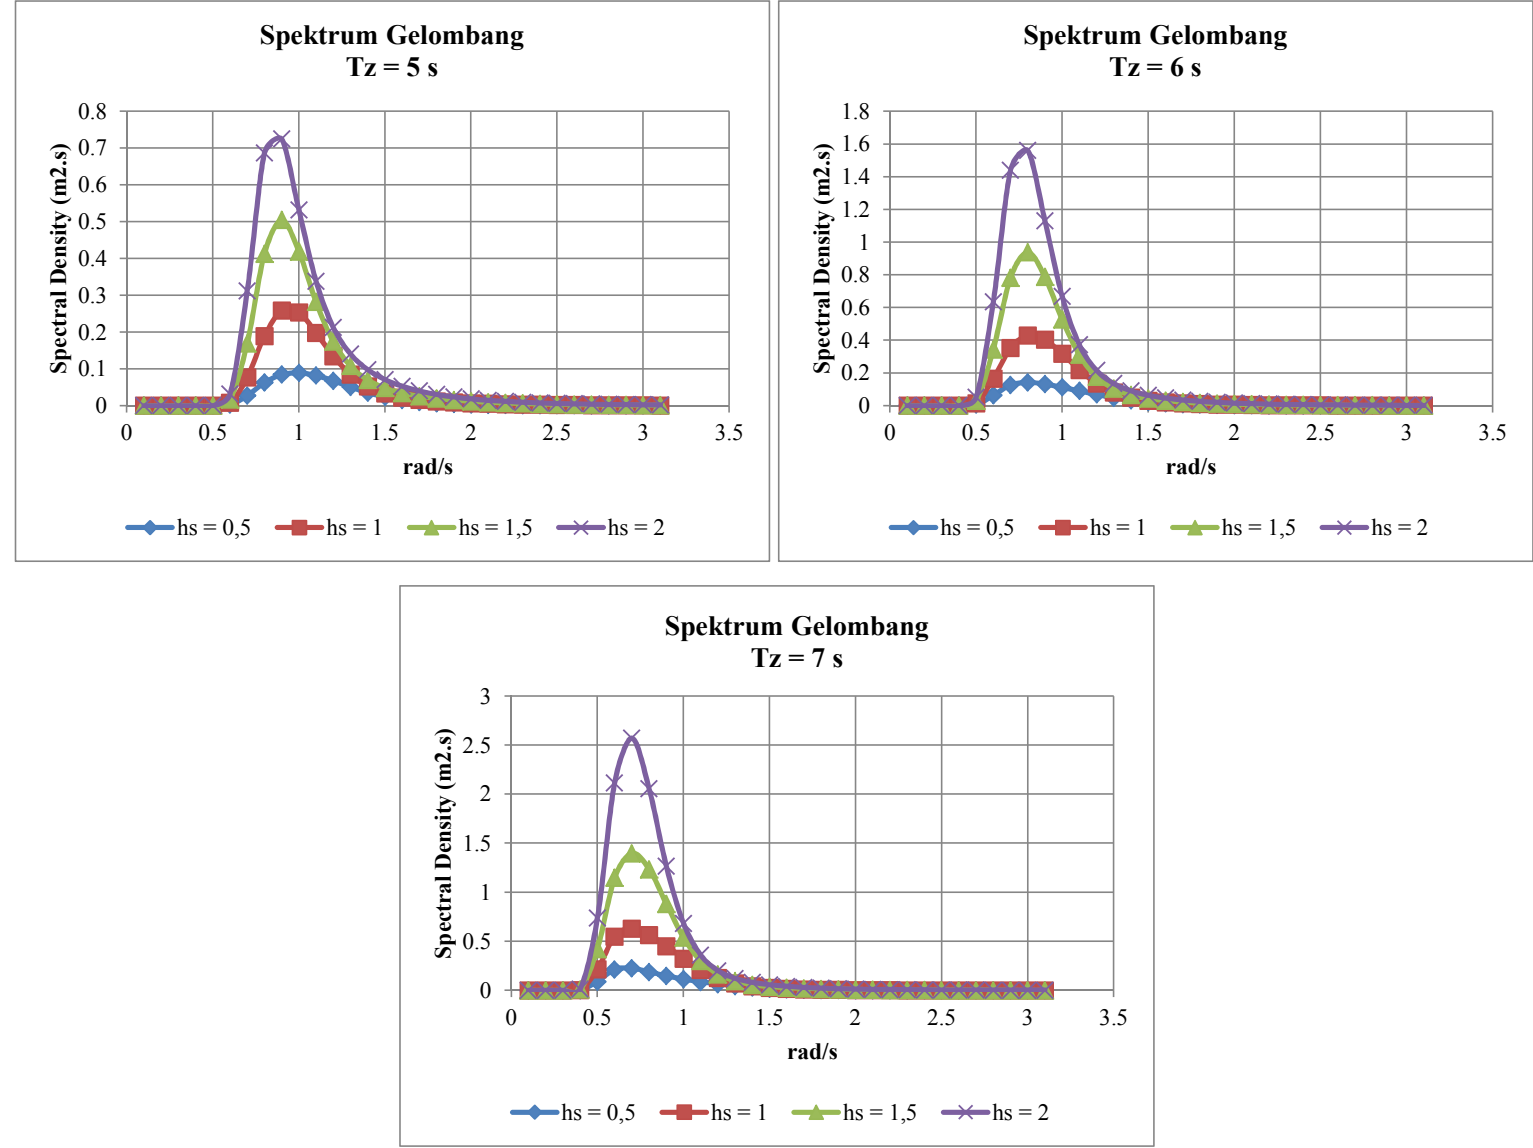 Spektrum Gelombang
Tz = 5 s
Spectral Density (m2.s)
0.8
0.7
0.6
0.5
0.4
0.3
0.2
0.1
0
0 0.5 1 1.5 2 2.5 3 3.5
rad/s
hs = 0,5 hs = 1 hs = 1,5 hs = 2
Spektrum Gelombang
Tz = 6 s
Spectral Density (m2.s)
1.8
1.6
1.4
1.2
1
0.8
0.6
0.4
0.2
0
0 0.5 1 1.5 2 2.5 3 3.5
rad/s
hs = 0,5 hs = 1 hs = 1,5 hs = 2
Spektrum Gelombang
Tz = 7 s
Spectral Density (m2.s)
3
2.5
2
1.5
1
0.5
0
0 0.5 1 1.5 2 2.5 3 3.5
rad/s
hs = 0,5 hs = 1 hs = 1,5 hs = 2